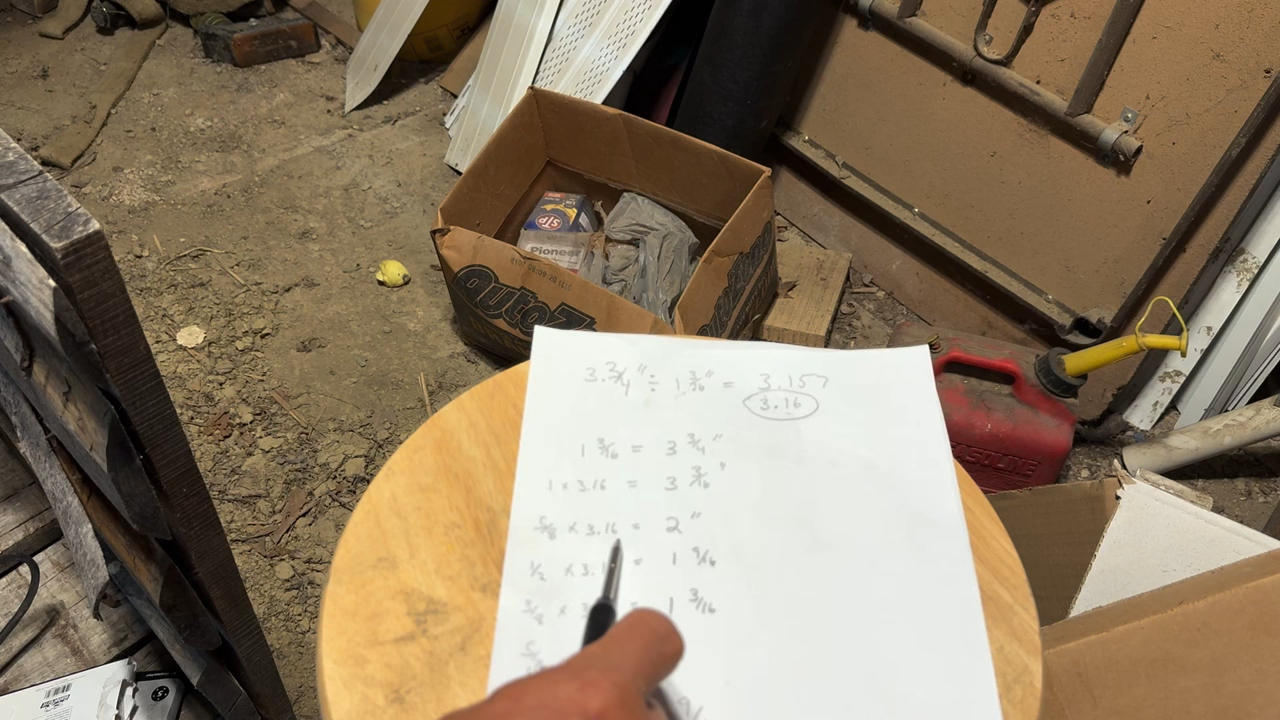 STP
Pioneer
AutoZ
GASOLINE
3.3/4" ÷ 1 3/16" = 3.157
3.16
1 3/16 = 3 3/4"
1 x 3.16 = 3 3/16"
5/8 x 3.16 = 2"
1/2 x 3.1 = 1 9/16
3/8 x 3 = 1 3/16